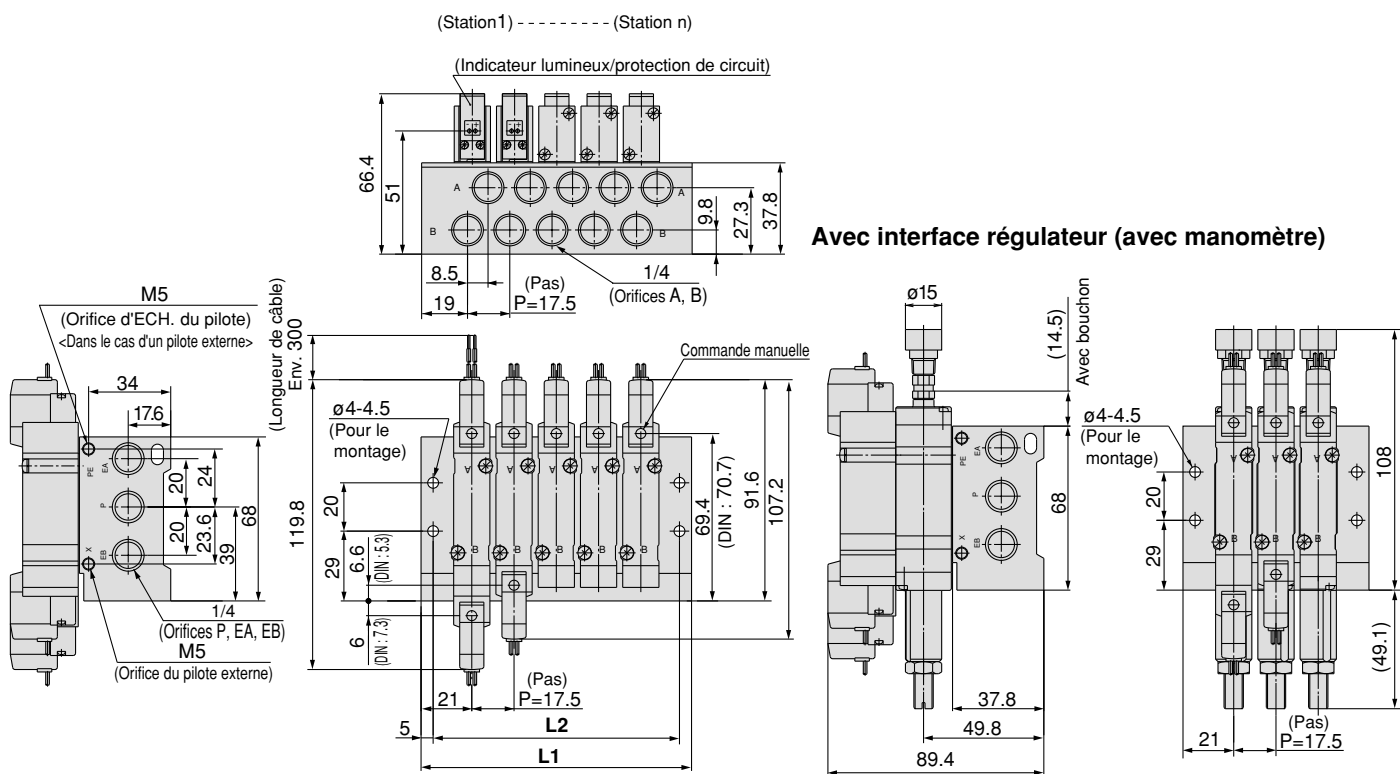 (Station1) - - - - - - - - - - (Station n)
(Indicateur lumineux/protection de circuit)
66.4
51
A
A
B
B
9.8
27.3
37.8
8.5
19
(Pas)
P=17.5
1/4
(Orifices A, B)
Avec interface régulateur (avec manomètre)
M5
(Orifice d'ECH. du pilote)
<Dans le cas d'un pilote externe>
34
17.6
PE
EA
P
X
EB
20
20
24
23.6
39
68
1/4
(Orifices P, EA, EB)
M5
(Orifice du pilote externe)
(Longueur de câble)
Env. 300
119.8
ø4-4.5
(Pour le
montage)
Commande manuelle
20
29
6.6
(DIN : 5.3)
6
(DIN : 7.3)
A
A
A
A
A
B
B
B
B
B
69.4
(DIN : 70.7)
91.6
107.2
21
(Pas)
P=17.5
5
L2
L1
ø15
(14.5)
Avec bouchon
PE
EA
P
X
EB
68
37.8
49.8
89.4
ø4-4.5
(Pour le
montage)
20
29
A
A
A
B
B
B
108
(49.1)
21
(Pas)
P=17.5